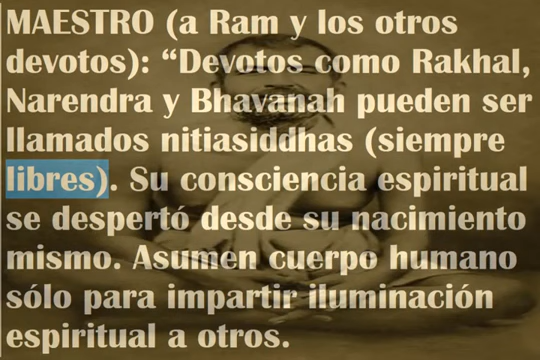 MAESTRO (a Ram y los otros
devotos): “Devotos como Rakhal,
Narendra y Bhavanah pueden ser
llamados nitiasiddhas (siempre
libres). Su consciencia espiritual
se despertó desde su nacimiento
mismo. Asumen cuerpo humano
sólo para impartir iluminación
espiritual a otros.